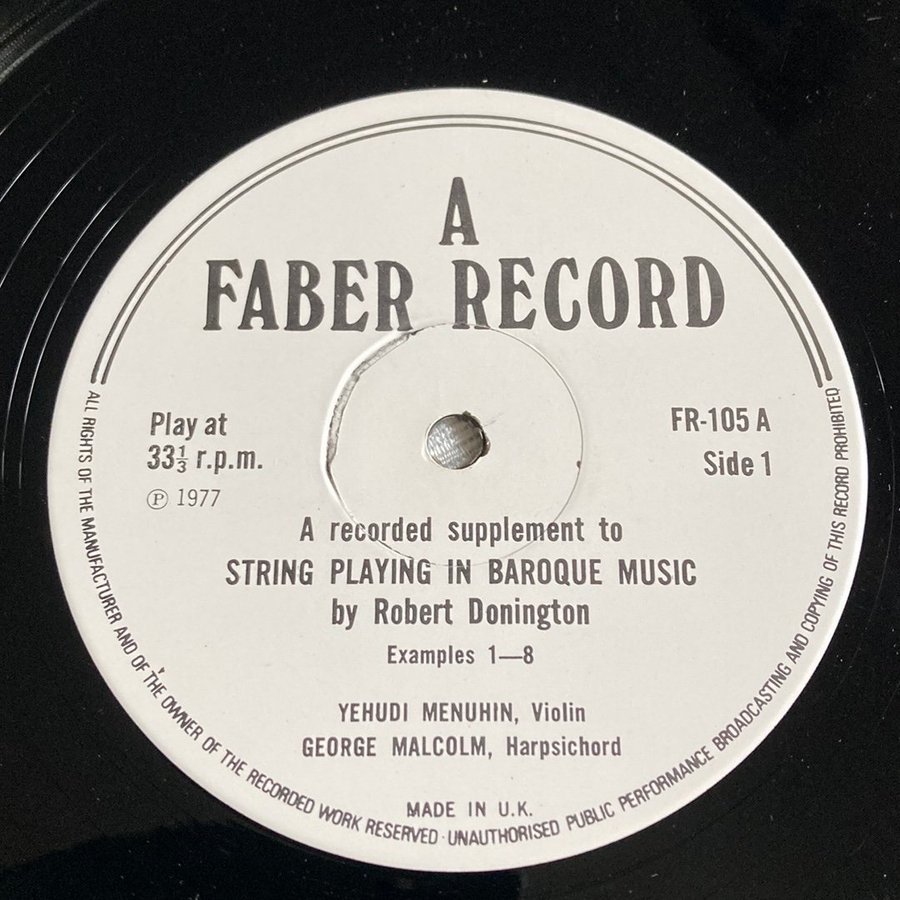 A
FABER RECORD
Play at
33⅓ r.p.m.
℗ 1977
FR-105 A
Side 1
A recorded supplement to
STRING PLAYING IN BAROQUE MUSIC
by Robert Donington
Examples 1—8
YEHUDI MENUHIN, Violin
GEORGE MALCOLM, Harpsichord
MADE IN U.K.
ALL RIGHTS OF THE MANUFACTURER AND OF THE OWNER OF THE RECORDED WORK RESERVED · UNAUTHORISED PUBLIC PERFORMANCE BROADCASTING AND COPYING OF THIS RECORD PROHIBITED